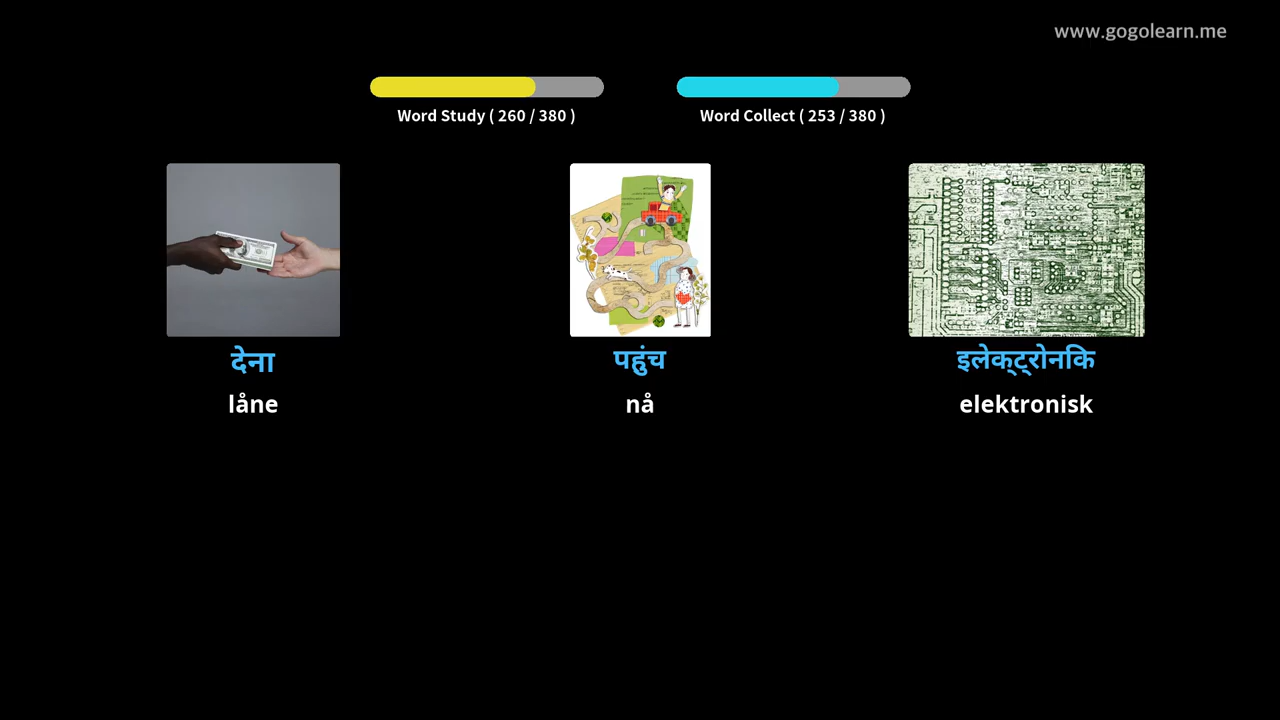 www.gogolearn.me
Word Study ( 260 / 380 )
Word Collect ( 253 / 380 )
देना
पहुंच
इलेक्ट्रोनकि
låne
nå
elektronisk